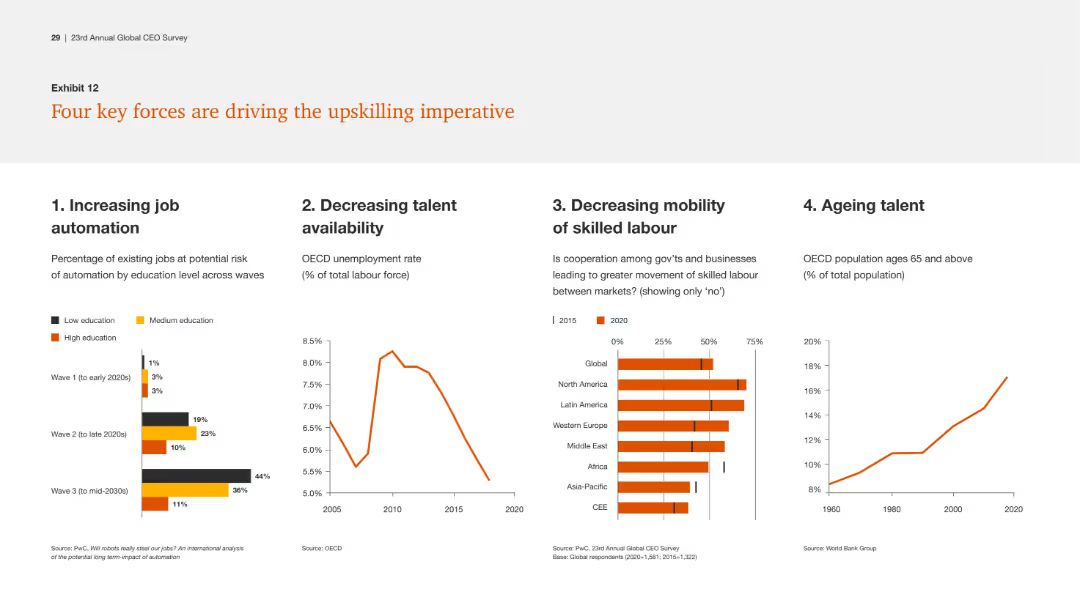 29 | 23rd Annual Global CEO Survey
Exhibit 12
Four key forces are driving the upskilling imperative
1. Increasing job
automation
Percentage of existing jobs at potential risk
of automation by education level across waves
Low education
Medium education
High education
Wave 1 (to early 2020s)
1%
3%
3%
Wave 2 (to late 2020s)
19%
23%
10%
Wave 3 (to mid-2030s)
44%
36%
11%
Source: PwC, Will robots really steal our jobs? An international analysis
of the potential long term-impact of automation
2. Decreasing talent
availability
OECD unemployment rate
(% of total labour force)
8.5%
8.0%
7.5%
7.0%
6.5%
6.0%
5.5%
5.0%
2005 2010 2015 2020
Source: OECD
3. Decreasing mobility
of skilled labour
Is cooperation among gov'ts and businesses
leading to greater movement of skilled labour
between markets? (showing only 'no')
2015 2020
0% 25% 50% 75%
Global
North America
Latin America
Western Europe
Middle East
Africa
Asia-Pacific
CEE
Source: PwC, 23rd Annual Global CEO Survey
Base: Global respondents (2020=1,581; 2015=1,322)
4. Ageing talent
OECD population ages 65 and above
(% of total population)
20%
18%
16%
14%
12%
10%
8%
1960 1980 2000 2020
Source: World Bank Group